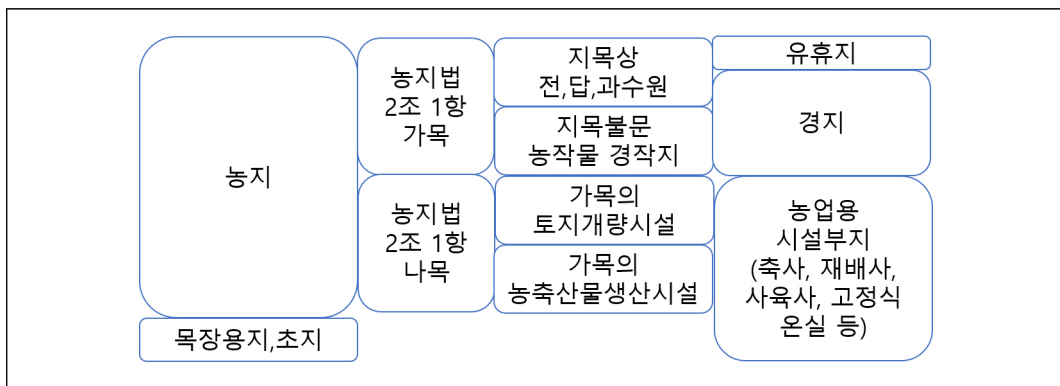 농지
목장용지,초지
농지법
2조 1항
가목
농지법
2조 1항
나목
지목상
전,답,과수원
지목불문
농작물 경작지
가목의
토지개량시설
가목의
농축산물생산시설
유휴지
경지
농업용
시설부지
(축사, 재배사,
사육사, 고정식
온실 등)